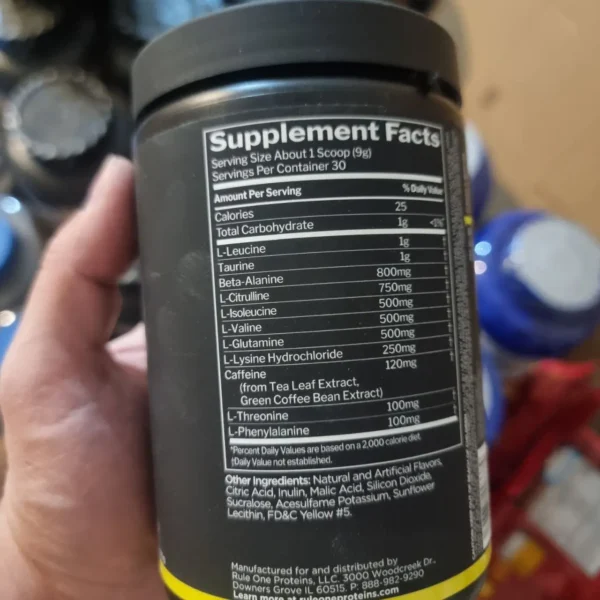 Supplement Facts
Serving Size About 1 Scoop (9g)
Servings Per Container 30
Amount Per Serving % Daily Value
Calories 25
Total Carbohydrate 1g <1%*
L-Leucine 1g †
Taurine 1g †
Beta-Alanine 800mg †
L-Citrulline 750mg †
L-Isoleucine 500mg †
L-Valine 500mg †
L-Glutamine 500mg †
L-Lysine Hydrochloride 250mg †
Caffeine 120mg †
(from Tea Leaf Extract,
Green Coffee Bean Extract)
L-Threonine 100mg †
L-Phenylalanine 100mg †
*Percent Daily Values are based on a 2,000 calorie diet.
†Daily Value not established.
Other Ingredients: Natural and Artificial Flavors,
Citric Acid, Inulin, Malic Acid, Silicon Dioxide,
Sucralose, Acesulfame Potassium, Sunflower
Lecithin, FD&C Yellow #5.
Manufactured for and distributed by
Rule One Proteins, LLC. 3000 Woodcreek Dr.,
Downers Grove IL 60515. P: 888-982-9290
Learn more at ruleoneproteins.com